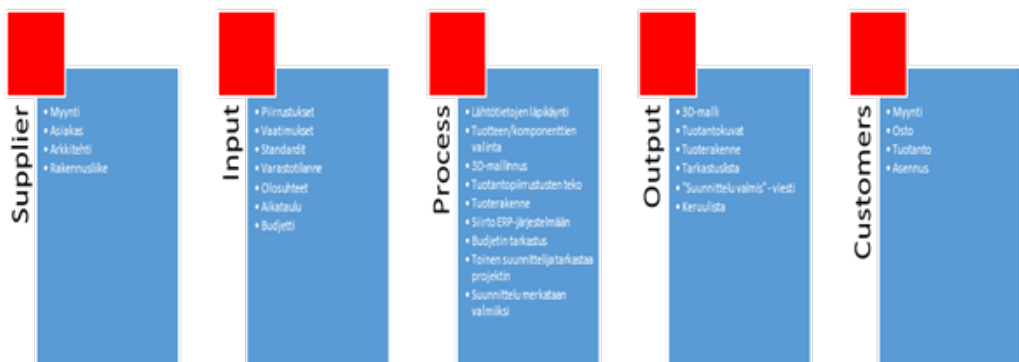 Supplier
• Myynti
• Asiakas
• Arkkitehti
• Rakennusliike
Input
• Piirrustukset
• Vaatimukset
• Standardit
• Varastotilanne
• Olosuhteet
• Aikataulu
• Budjetti
Process
• Lähtötietojen läpikäynti
• Tuotteen/komponenttien
valinta
• 3D-mallinnus
• Tuotantopiirrustusten teko
• Tuoterakenne
• Siirto ERP-järjestelmään
• Budjetin tarkastus
• Toinen suunnittelija tarkastaa
projektin
• Suunnittelu merkataan
valmiiksi
Output
• 3D-malli
• Tuotantokuvat
• Tuoterakenne
• Tarkastuslista
• "Suunnittelu valmis" - viesti
• Keruulista
Customers
• Myynti
• Osto
• Tuotanto
• Asennus